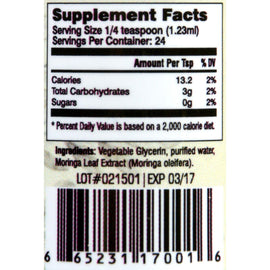 Supplement Facts
Serving Size 1/4 teaspoon (1.23ml)
Servings Per Container: 24
Amount Per Tsp % DV
Calories 13.2 2%
Total Carbohydrates 3g 2%
Sugars 0g 2%
* Percent Daily Value is based on a 2,000 calorie diet.
Ingredients: Vegetable Glycerin, purified water,
Moringa Leaf Extract (Moringa oleifera).
LOT#021501 | EXP 03/17
6 65231 17001 6